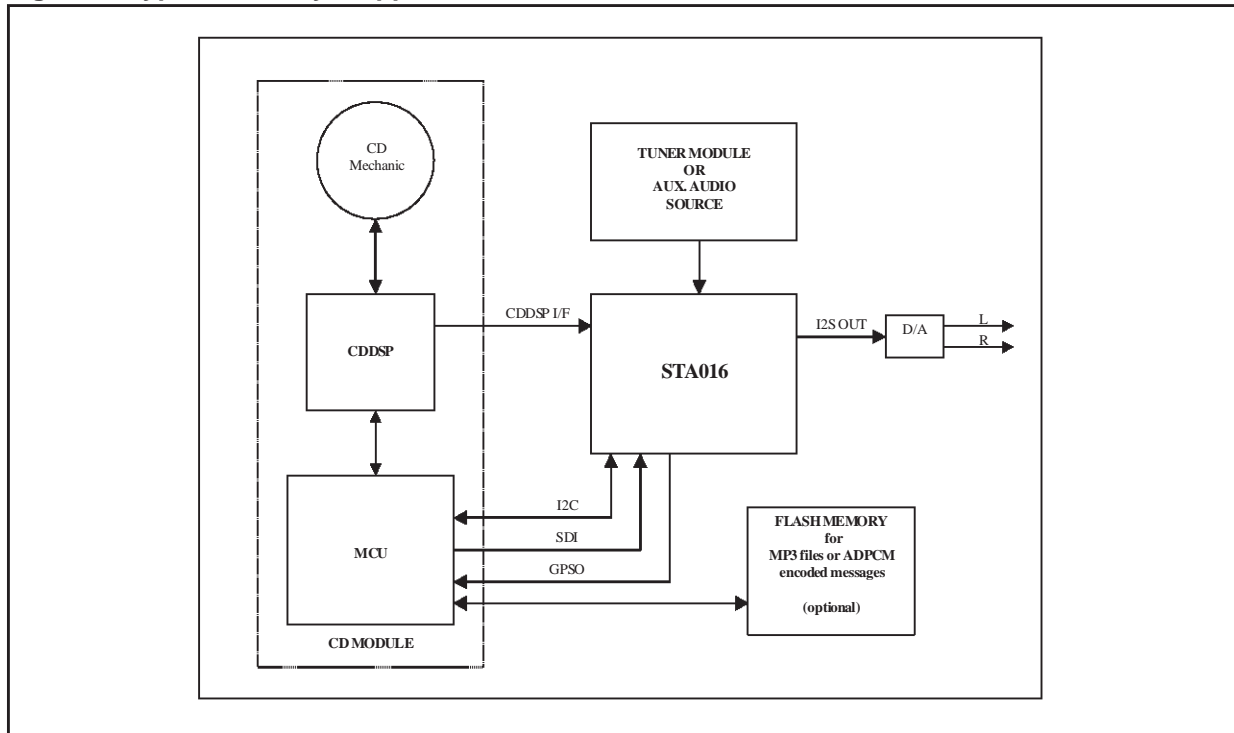 CD
Mechanic
TUNER MODULE
OR
AUX. AUDIO
SOURCE
CDDSP
CDDSP I/F
STA016
I2S OUT
D/A
L
R
MCU
I2C
SDI
GPSO
FLASH MEMORY
for
MP3 files or ADPCM
encoded messages
(optional)
CD MODULE